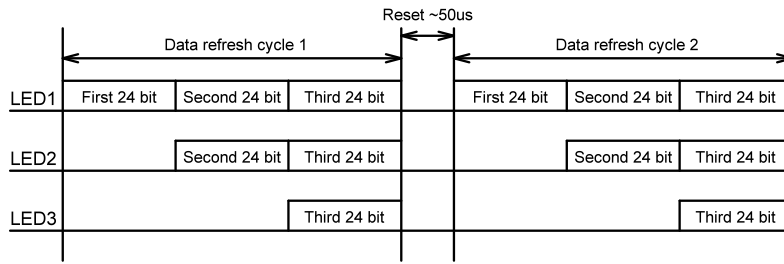 Reset ~50us
Data refresh cycle 1 Data refresh cycle 2
LED1 First 24 bit Second 24 bit Third 24 bit First 24 bit Second 24 bit Third 24 bit
LED2 Second 24 bit Third 24 bit Second 24 bit Third 24 bit
LED3 Third 24 bit Third 24 bit